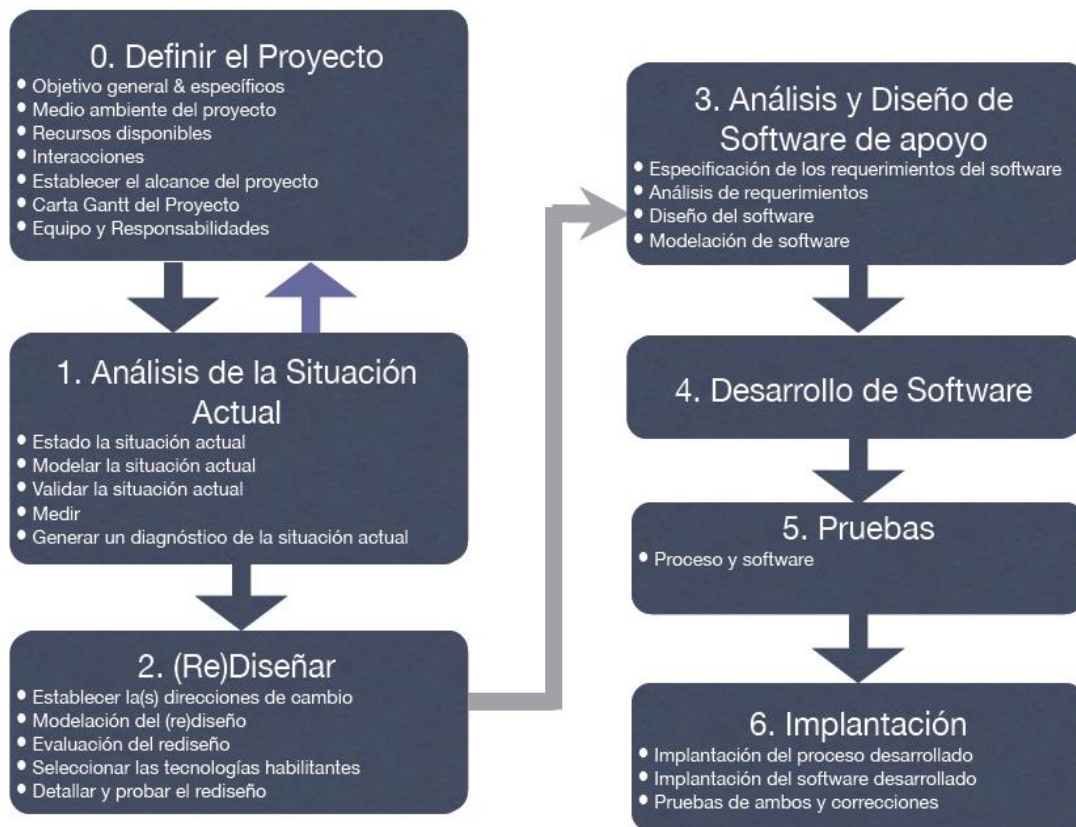 0. Definir el Proyecto
• Objetivo general & específicos
• Medio ambiente del proyecto
• Recursos disponibles
• Interacciones
• Establecer el alcance del proyecto
• Carta Gantt del Proyecto
• Equipo y Responsabilidades
1. Análisis de la Situación
Actual
• Estado la situación actual
• Modelar la situación actual
• Validar la situación actual
• Medir
• Generar un diagnóstico de la situación actual
2. (Re)Diseñar
• Establecer la(s) direcciones de cambio
• Modelación del (re)diseño
• Evaluación del rediseño
• Seleccionar las tecnologías habilitantes
• Detallar y probar el rediseño
3. Análisis y Diseño de
Software de apoyo
• Especificación de los requerimientos del software
• Análisis de requerimientos
• Diseño del software
• Modelación de software
4. Desarrollo de Software
5. Pruebas
• Proceso y software
6. Implantación
• Implantación del proceso desarrollado
• Implantación del software desarrollado
• Pruebas de ambos y correcciones